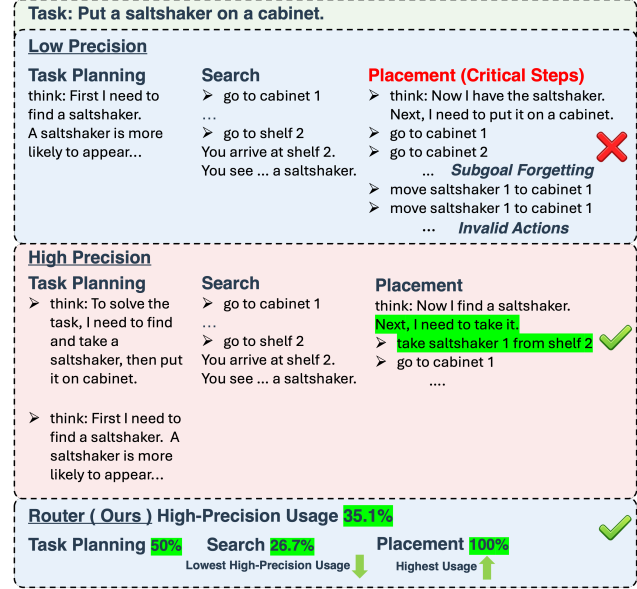 Task: Put a saltshaker on a cabinet.
Low Precision
Task Planning
think: First I need to
find a saltshaker.
A saltshaker is more
likely to appear...
Search
➢ go to cabinet 1
...
➢ go to shelf 2
You arrive at shelf 2.
You see ... a saltshaker.
Placement (Critical Steps)
➢ think: Now I have the saltshaker.
Next, I need to put it on a cabinet.
➢ go to cabinet 1
➢ go to cabinet 2
... Subgoal Forgetting
➢ move saltshaker 1 to cabinet 1
➢ move saltshaker 1 to cabinet 1
... Invalid Actions
High Precision
Task Planning
➢ think: To solve the
task, I need to find
and take a
saltshaker, then put
it on cabinet.
➢ think: First I need to
find a saltshaker. A
saltshaker is more
likely to appear...
Search
➢ go to cabinet 1
...
➢ go to shelf 2
You arrive at shelf 2.
You see ... a saltshaker.
Placement
think: Now I find a saltshaker.
Next, I need to take it.
➢ take saltshaker 1 from shelf 2
➢ go to cabinet 1
....
Router ( Ours ) High-Precision Usage 35.1%
Task Planning 50% Search 26.7% Placement 100%
Lowest High-Precision Usage Highest Usage